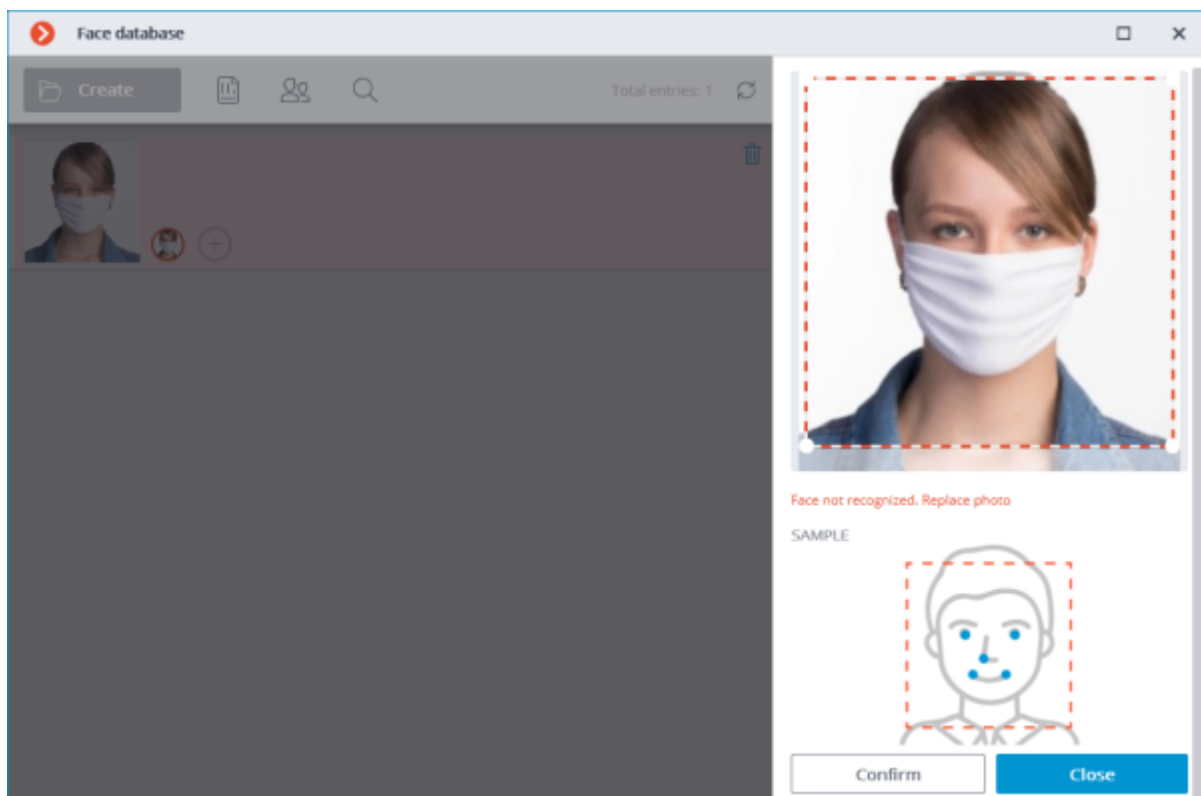 Face database
Create
Total entries: 1
Face not recognized. Replace photo
SAMPLE
Confirm
Close